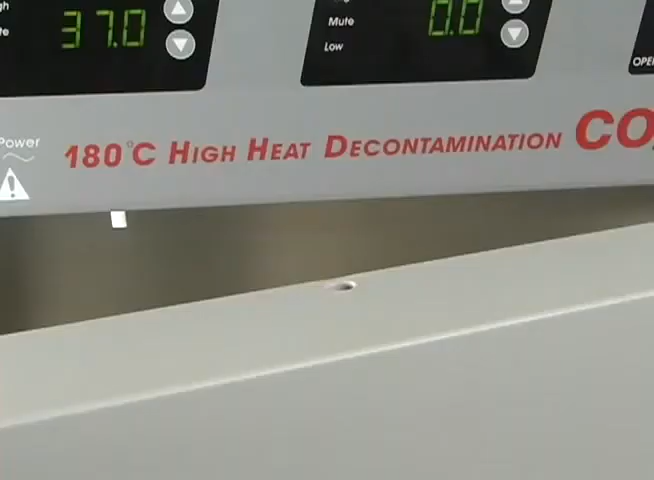 37.0
Mute
0.0
Low
Power
180°C HIGH HEAT DECONTAMINATION